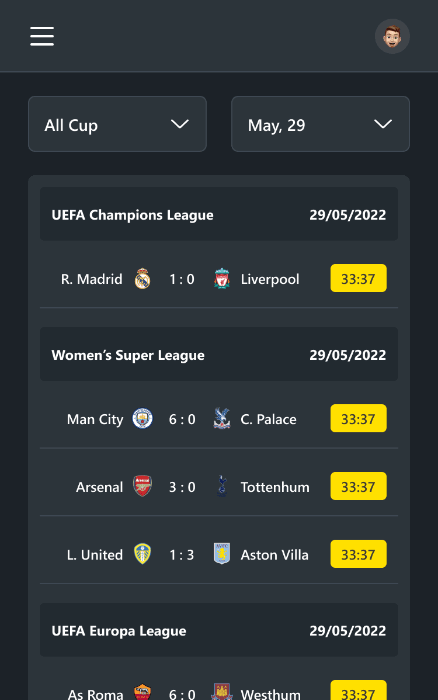 All Cup May, 29
UEFA Champions League 29/05/2022
R. Madrid 1 : 0 Liverpool 33:37
Women’s Super League 29/05/2022
Man City 6 : 0 C. Palace 33:37
Arsenal 3 : 0 Tottenhum 33:37
L. United 1 : 3 Aston Villa 33:37
UEFA Europa League 29/05/2022
As Roma 6 : 0 Westhum 33:37